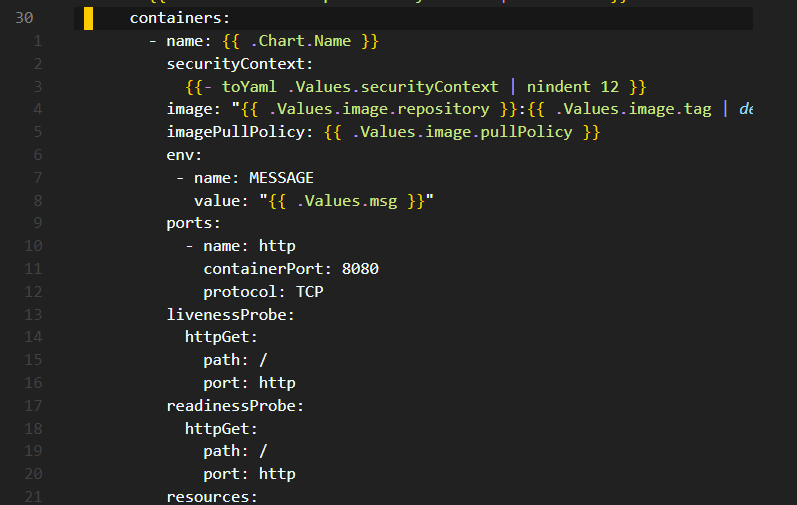 30 containers:
1 - name: {{ .Chart.Name }}
2 securityContext:
3 {{- toYaml .Values.securityContext | nindent 12 }}
4 image: "{{ .Values.image.repository }}:{{ .Values.image.tag | de
5 imagePullPolicy: {{ .Values.image.pullPolicy }}
6 env:
7 - name: MESSAGE
8 value: "{{ .Values.msg }}"
9 ports:
10 - name: http
11 containerPort: 8080
12 protocol: TCP
13 livenessProbe:
14 httpGet:
15 path: /
16 port: http
17 readinessProbe:
18 httpGet:
19 path: /
20 port: http
21 resources: